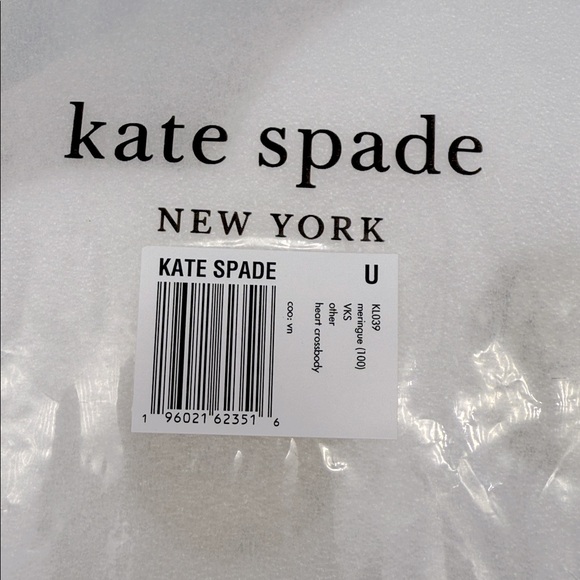 kate spade
NEW YORK
KATE SPADE
U
KL039
meringue (100)
VKS
other
heart crossbody
coo: vn
1 96021 62351 6